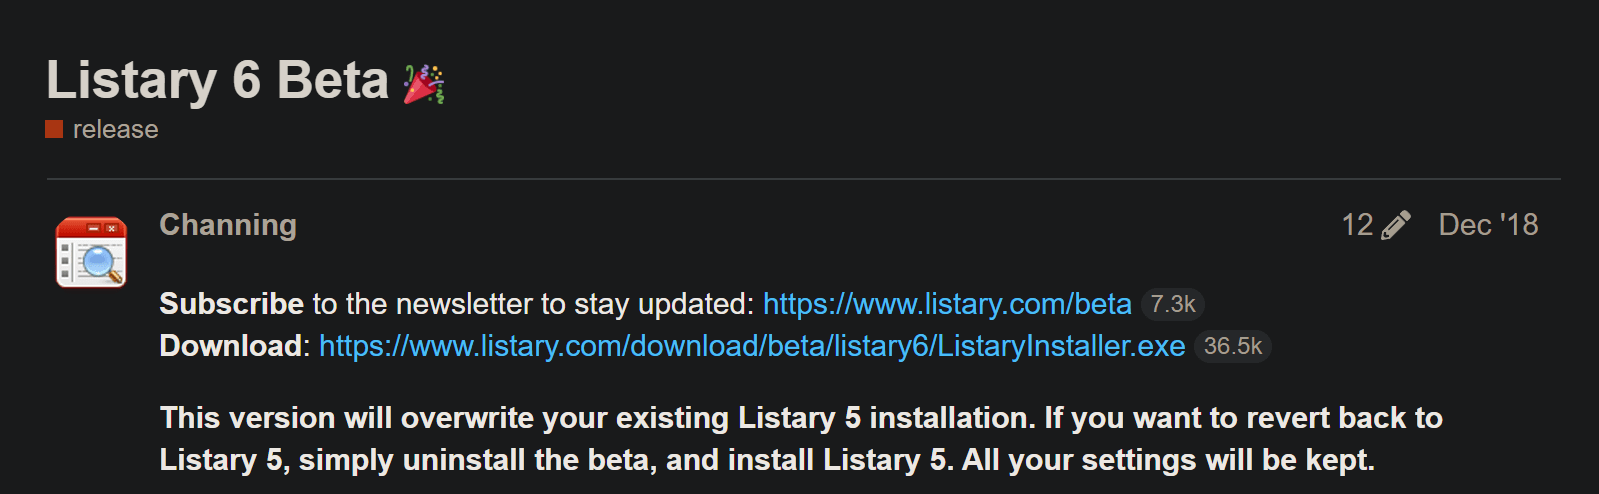 Listary 6 Beta 🎉
release
Channing 12 Dec '18
Subscribe to the newsletter to stay updated: https://www.listary.com/beta 7.3k
Download: https://www.listary.com/download/beta/listary6/ListaryInstaller.exe 36.5k
This version will overwrite your existing Listary 5 installation. If you want to revert back to
Listary 5, simply uninstall the beta, and install Listary 5. All your settings will be kept.